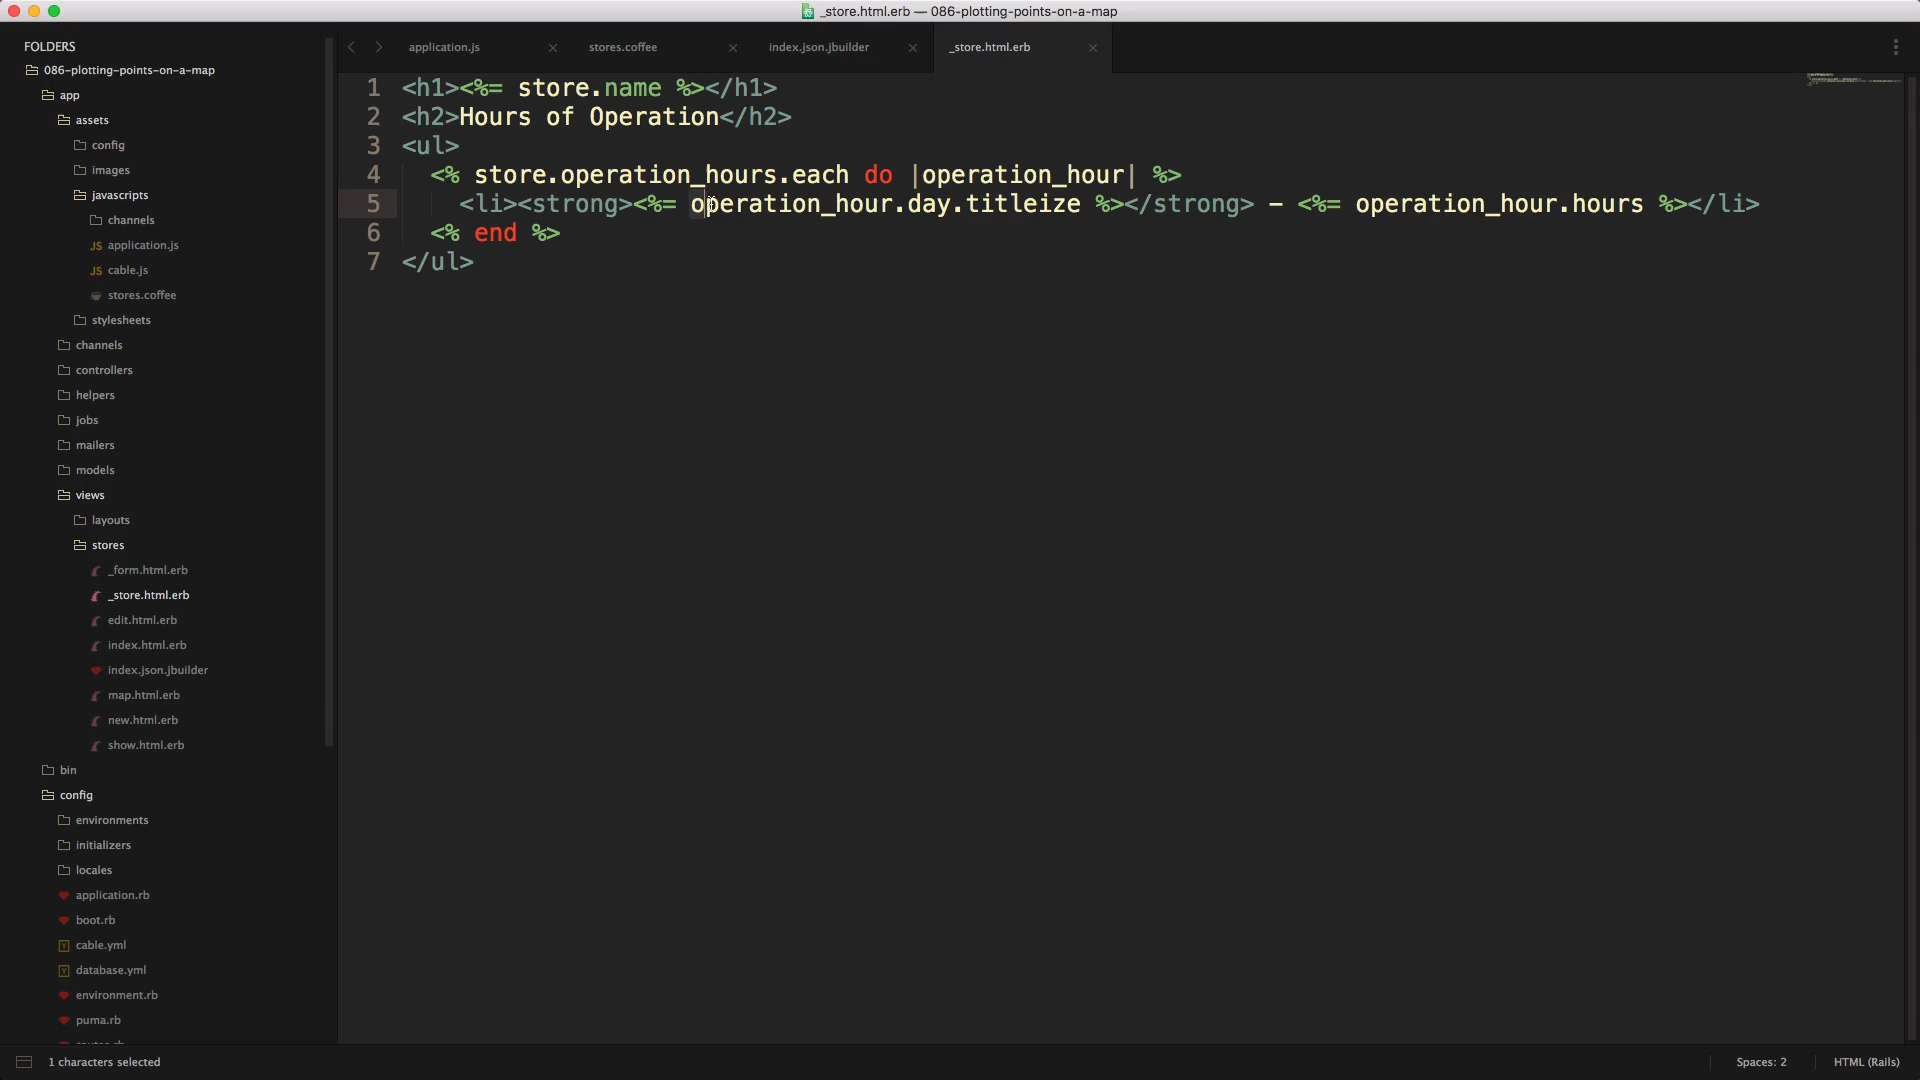 _store.html.erb — 086-plotting-points-on-a-map
FOLDERS
086-plotting-points-on-a-map
app
assets
config
images
javascripts
channels
JS application.js
JS cable.js
stores.coffee
stylesheets
channels
controllers
helpers
jobs
mailers
models
views
layouts
stores
_form.html.erb
_store.html.erb
edit.html.erb
index.html.erb
index.json.jbuilder
map.html.erb
new.html.erb
show.html.erb
bin
config
environments
initializers
locales
application.rb
boot.rb
Y cable.yml
Y database.yml
environment.rb
puma.rb
application.js
stores.coffee
index.json.jbuilder
_store.html.erb
1 <h1><%= store.name %></h1>
2 <h2>Hours of Operation</h2>
3 <ul>
4 <% store.operation_hours.each do |operation_hour| %>
5 <li><strong><%= operation_hour.day.titleize %></strong> - <%= operation_hour.hours %></li>
6 <% end %>
7 </ul>
1 characters selected
Spaces: 2
HTML (Rails)